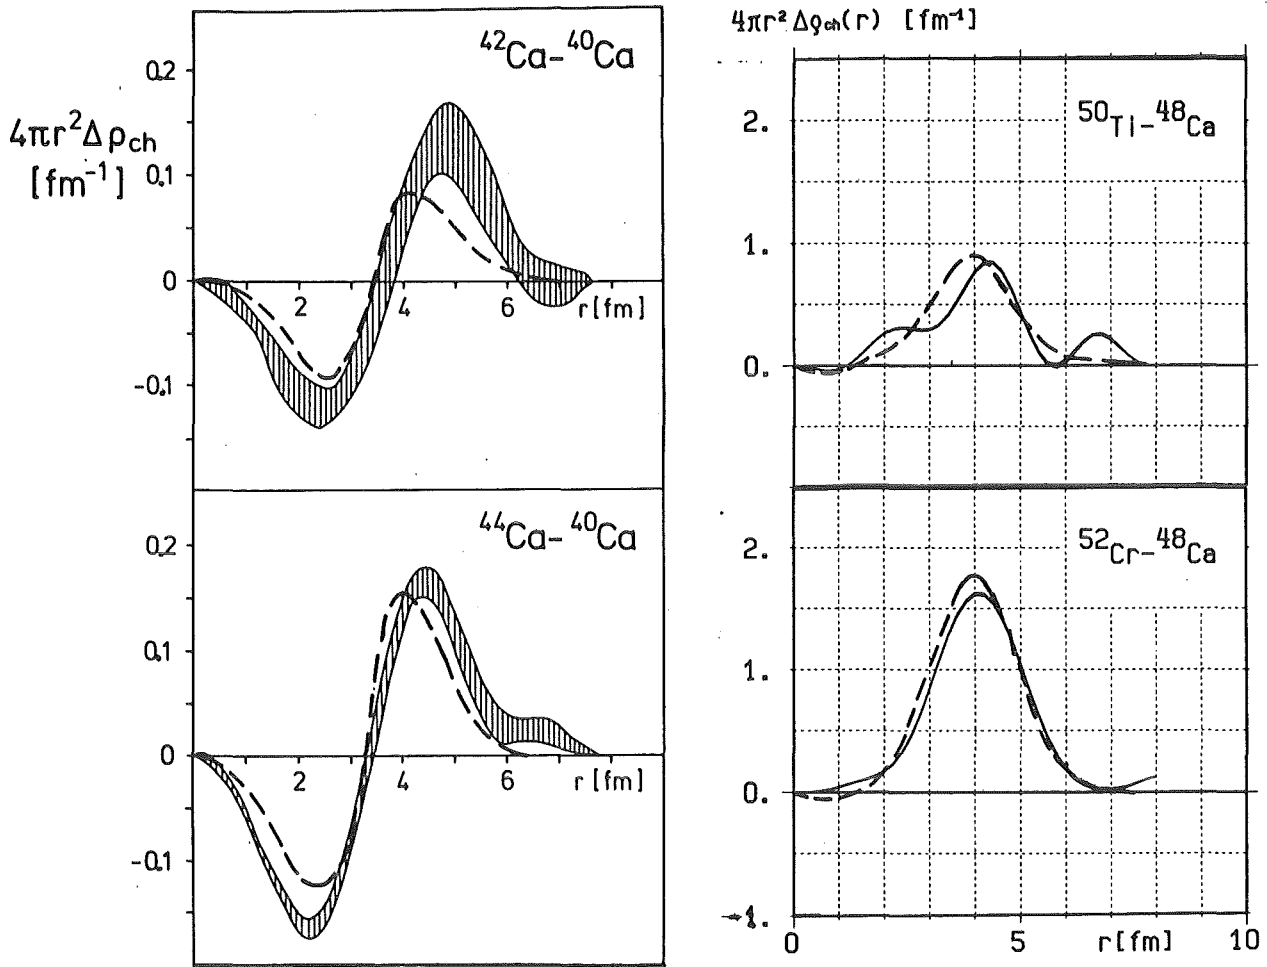 ⁴²Ca-⁴⁰Ca
0.2
4πr²Δρch
[fm⁻¹]
0.1
0
2
4
6
r[fm]
-0.1
⁴⁴Ca-⁴⁰Ca
0.2
0.1
0
2
4
6
r[fm]
-0.1
4πr²Δρch(r) [fm⁻¹]
⁵⁰Ti-⁴⁸Ca
2.
1.
0.
⁵²Cr-⁴⁸Ca
2.
1.
0.
-1.
0
5
r[fm]
10